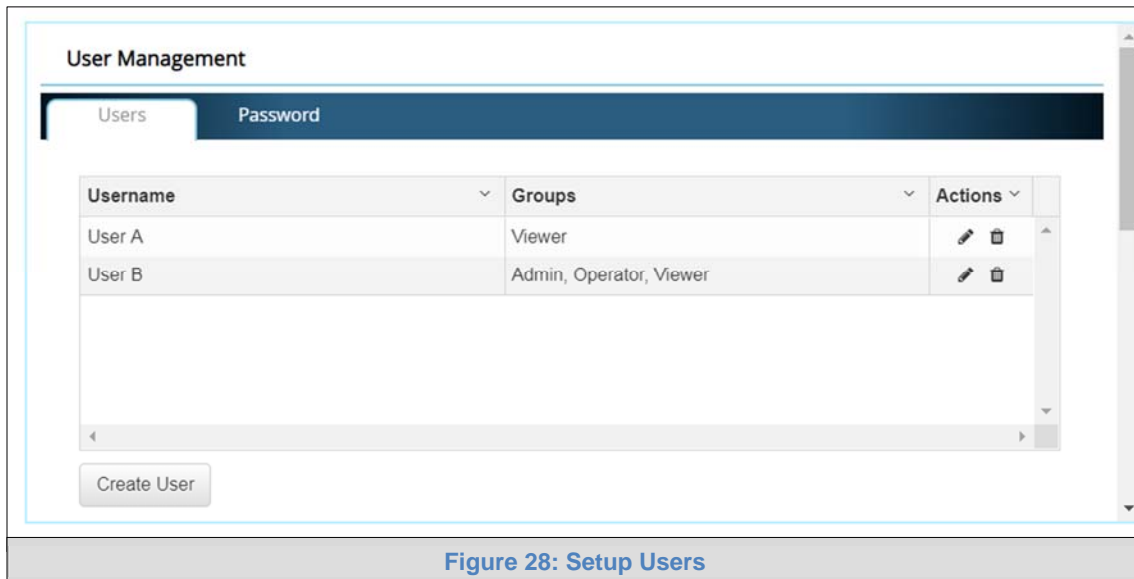 User Management
Users Password
Username Groups Actions
User A Viewer
User B Admin, Operator, Viewer
Create User
Figure 28: Setup Users